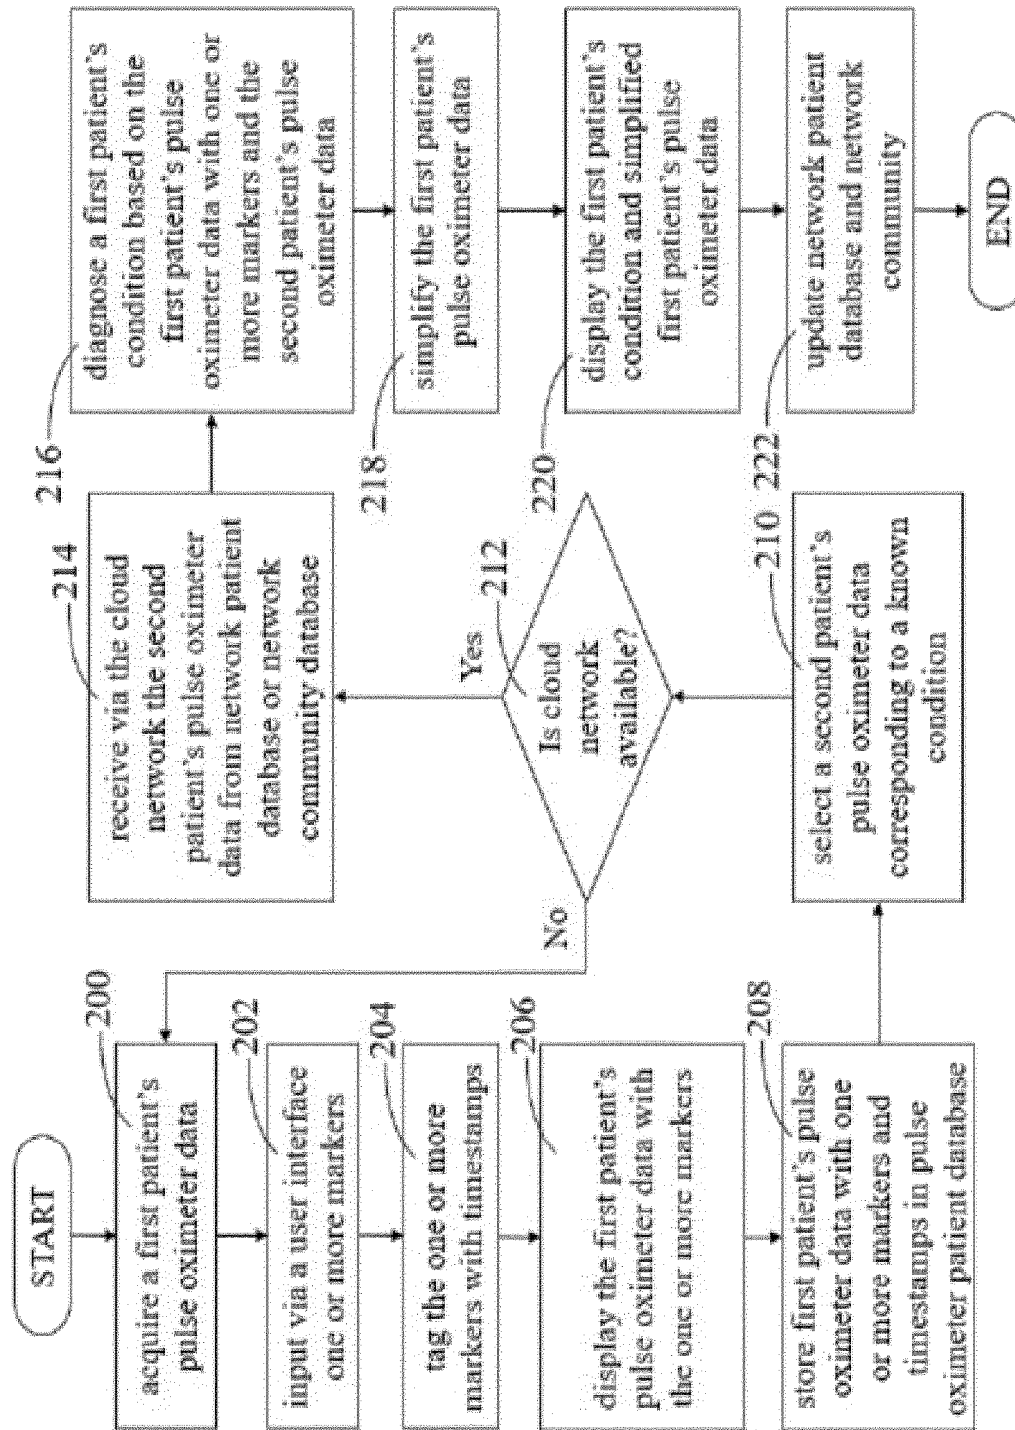 START
200
acquire a first patient's
pulse oximeter data
202
input via a user interface
one or more markers
204
tag the one or more
markers with timestamps
206
display the first patient's
pulse oximeter data with
the one or more markers
208
store first patient's pulse
oximeter data with one
or more markers and
timestamps in pulse
oximeter patient database
210
select a second patient's
pulse oximeter data
corresponding to a known
condition
212
Is cloud
network
available?
No
Yes
214
receive via the cloud
network the second
patient's pulse oximeter
data from network patient
database or network
community database
216
diagnose a first patient's
condition based on the
first patient's pulse
oximeter data with one or
more markers and the
second patient's pulse
oximeter data
218
simplify the first patient's
pulse oximeter data
220
display the first patient's
condition and simplified
first patient's pulse
oximeter data
222
update network patient
database and network
community
END